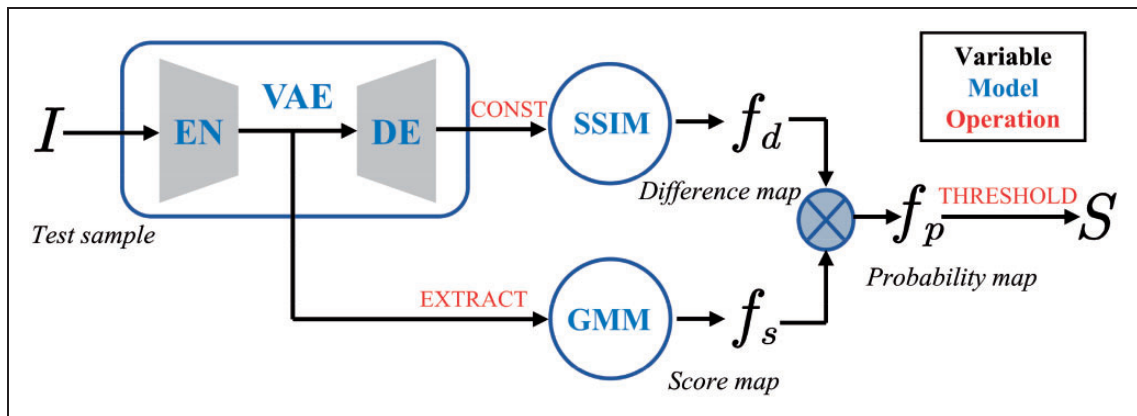 Variable
Model
Operation
VAE
I
EN
DE
CONST
SSIM
f_d
Difference map
Test sample
f_p
THRESHOLD
S
Probability map
EXTRACT
GMM
f_s
Score map